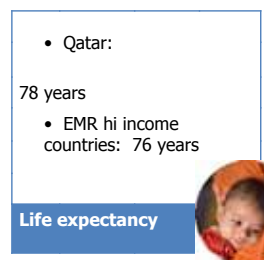 • Qatar:
78 years
• EMR hi income
countries:  76 years
Life expectancy